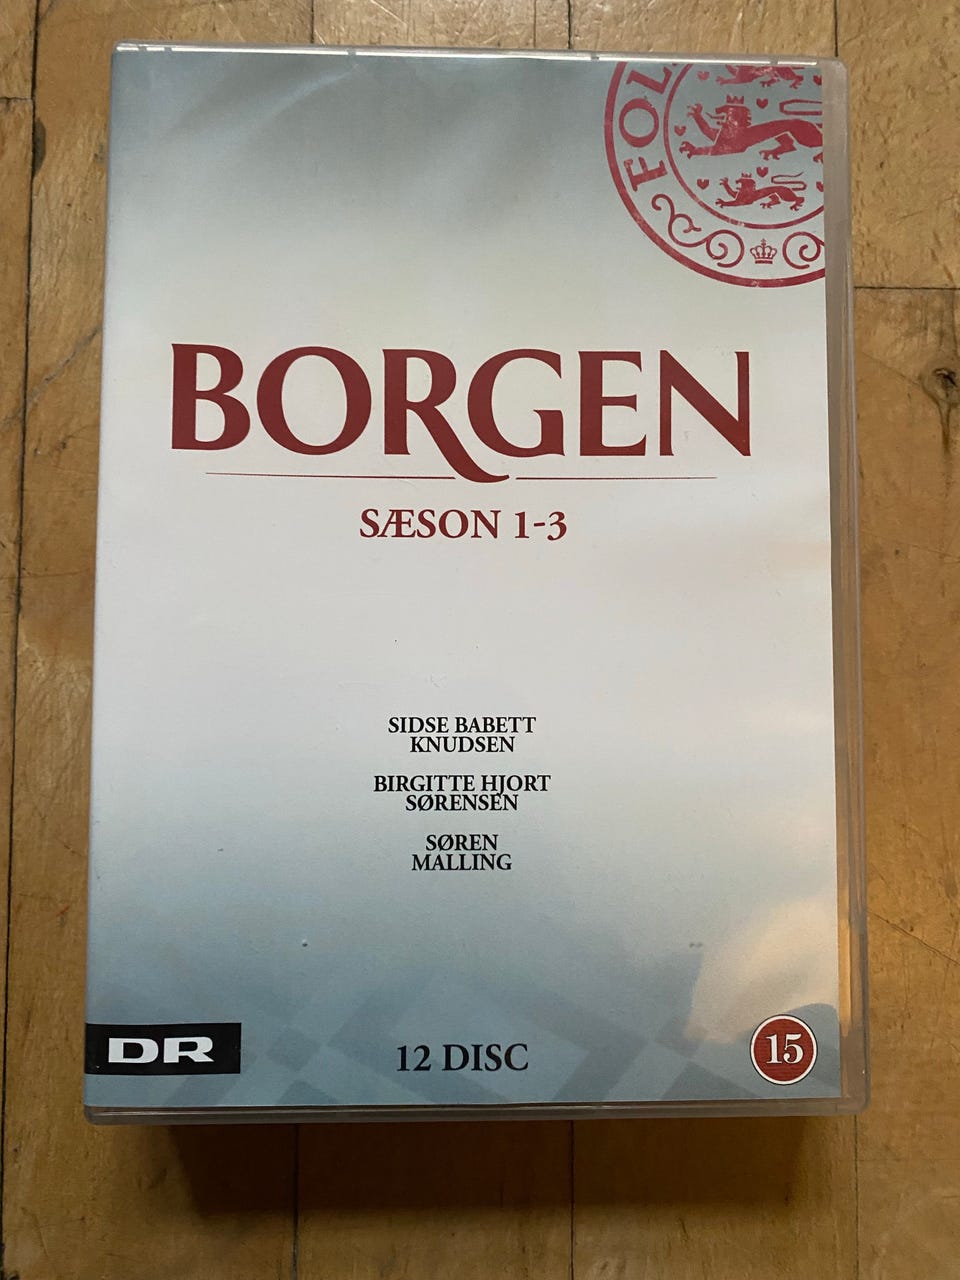 FOL
BORGEN
SÆSON 1-3
SIDSE BABETT
KNUDSEN
BIRGITTE HJORT
SØRENSEN
SØREN
MALLING
DR
12 DISC
15